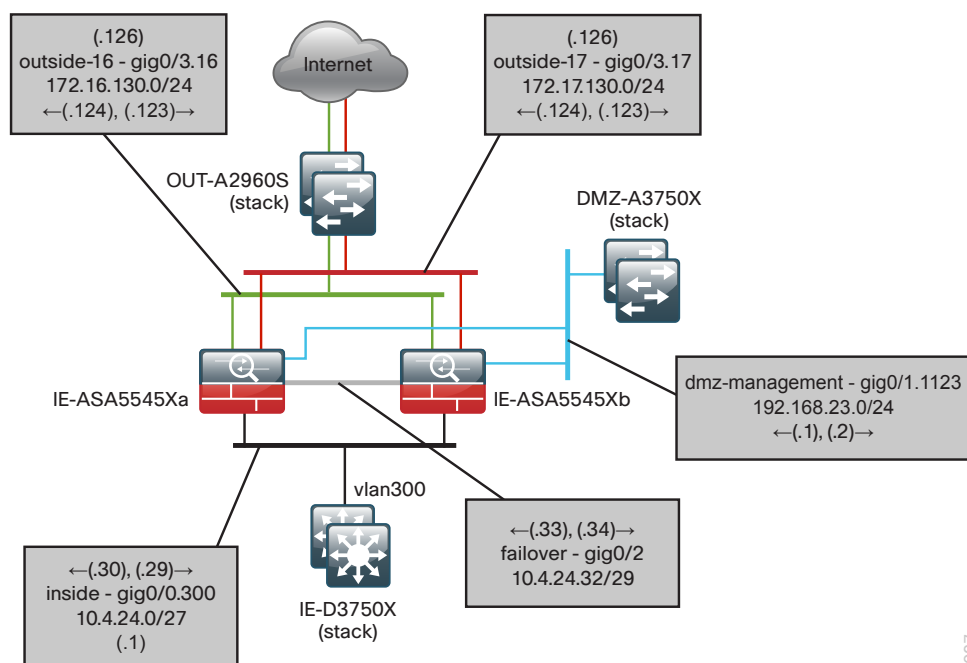 (.126)
outside-16 - gig0/3.16
172.16.130.0/24
←(.124), (.123)→
Internet
(.126)
outside-17 - gig0/3.17
172.17.130.0/24
←(.124), (.123)→
OUT-A2960S
(stack)
DMZ-A3750X
(stack)
IE-ASA5545Xa
IE-ASA5545Xb
dmz-management - gig0/1.1123
192.168.23.0/24
←(.1), (.2)→
vlan300
←(.30), (.29)→
inside - gig0/0.300
10.4.24.0/27
(.1)
IE-D3750X
(stack)
←(.33), (.34)→
failover - gig0/2
10.4.24.32/29